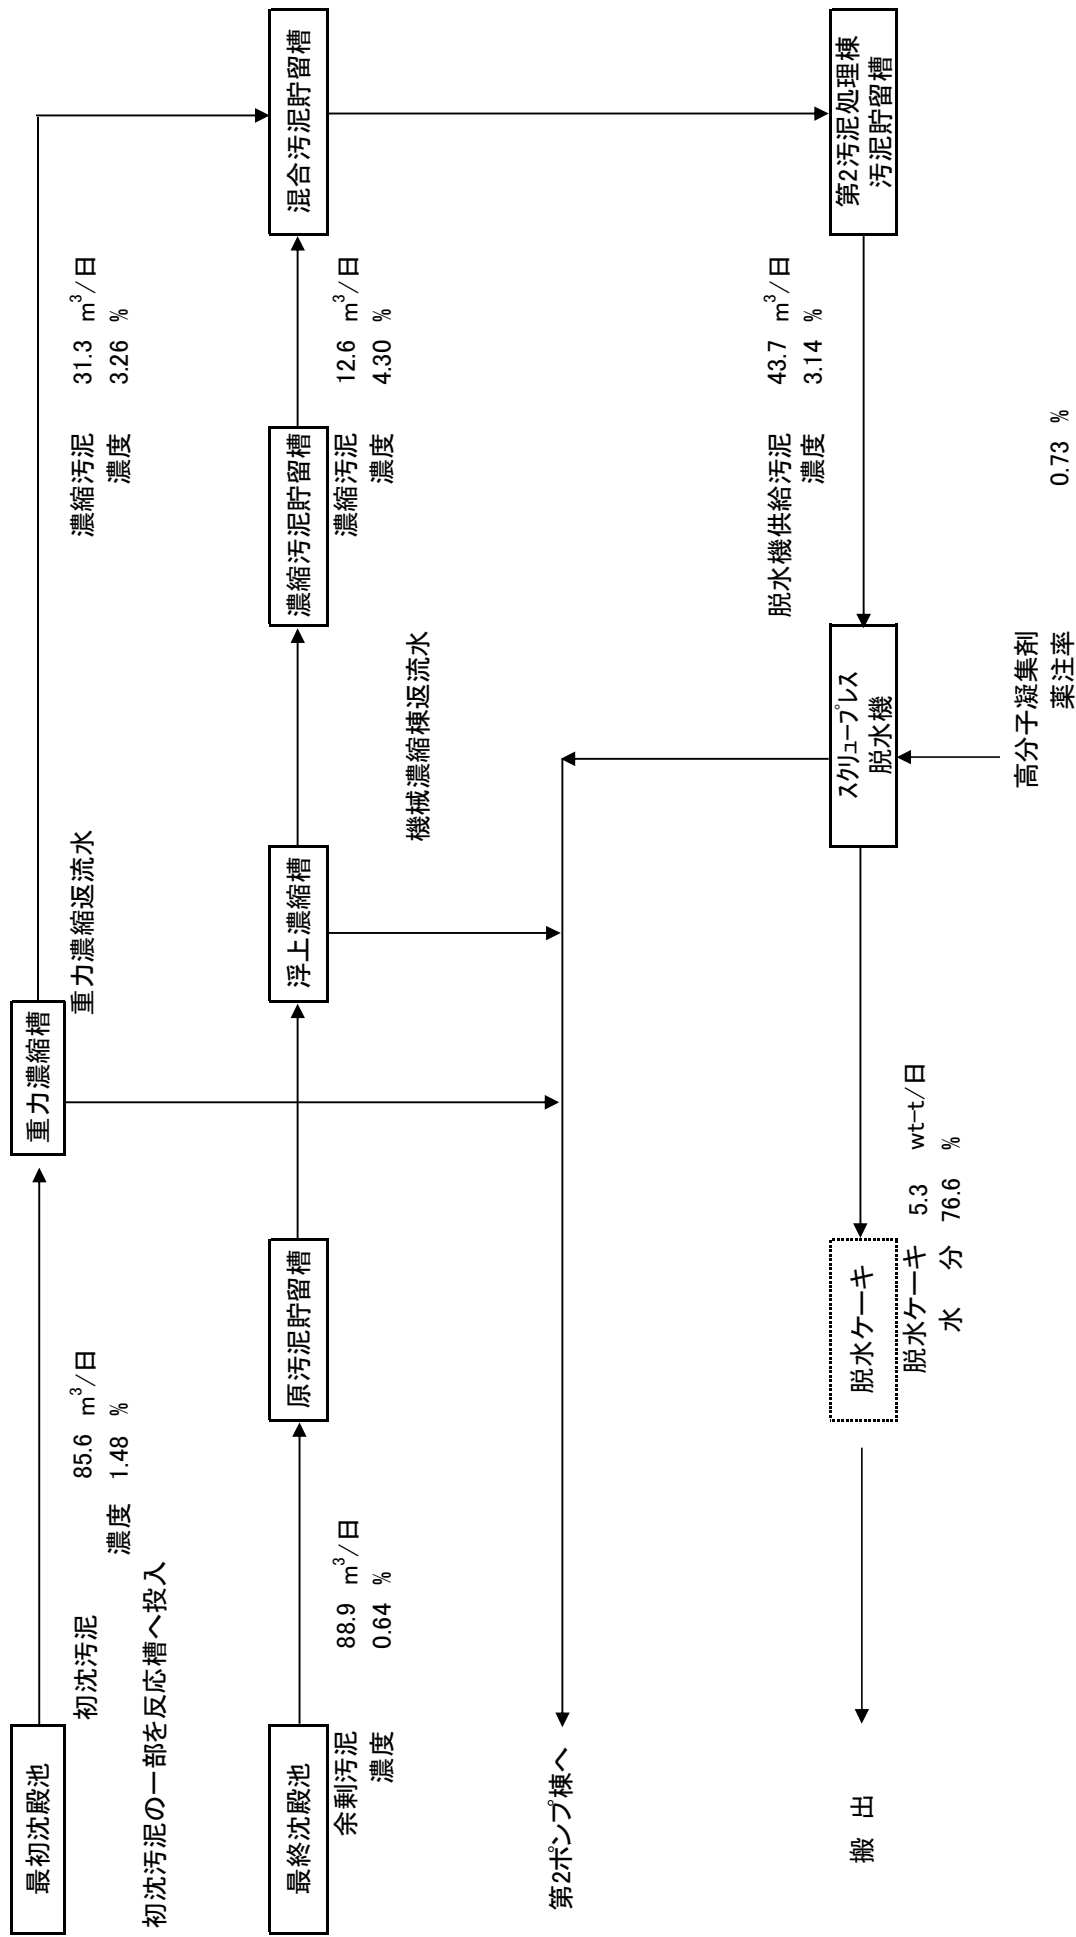 最初沈殿池
初沈汚泥 85.6 m³/日
濃度 1.48 %
初沈汚泥の一部を反応槽へ投入
重力濃縮槽
重力濃縮返流水
濃縮汚泥 31.3 m³/日
濃度 3.26 %
最終沈殿池
余剰汚泥 88.9 m³/日
濃度 0.64 %
原汚泥貯留槽
浮上濃縮槽
機械濃縮棟返流水
濃縮汚泥貯留槽
濃縮汚泥 12.6 m³/日
濃度 4.30 %
混合汚泥貯留槽
第2ポンプ棟へ
搬 出
脱水ケーキ
脱水ケーキ 5.3 wt-t/日
水 分 76.6 %
スクリュープレス
脱水機
脱水機供給汚泥 43.7 m³/日
濃度 3.14 %
第2汚泥処理棟
汚泥貯留槽
高分子凝集剤
薬注率 0.73 %